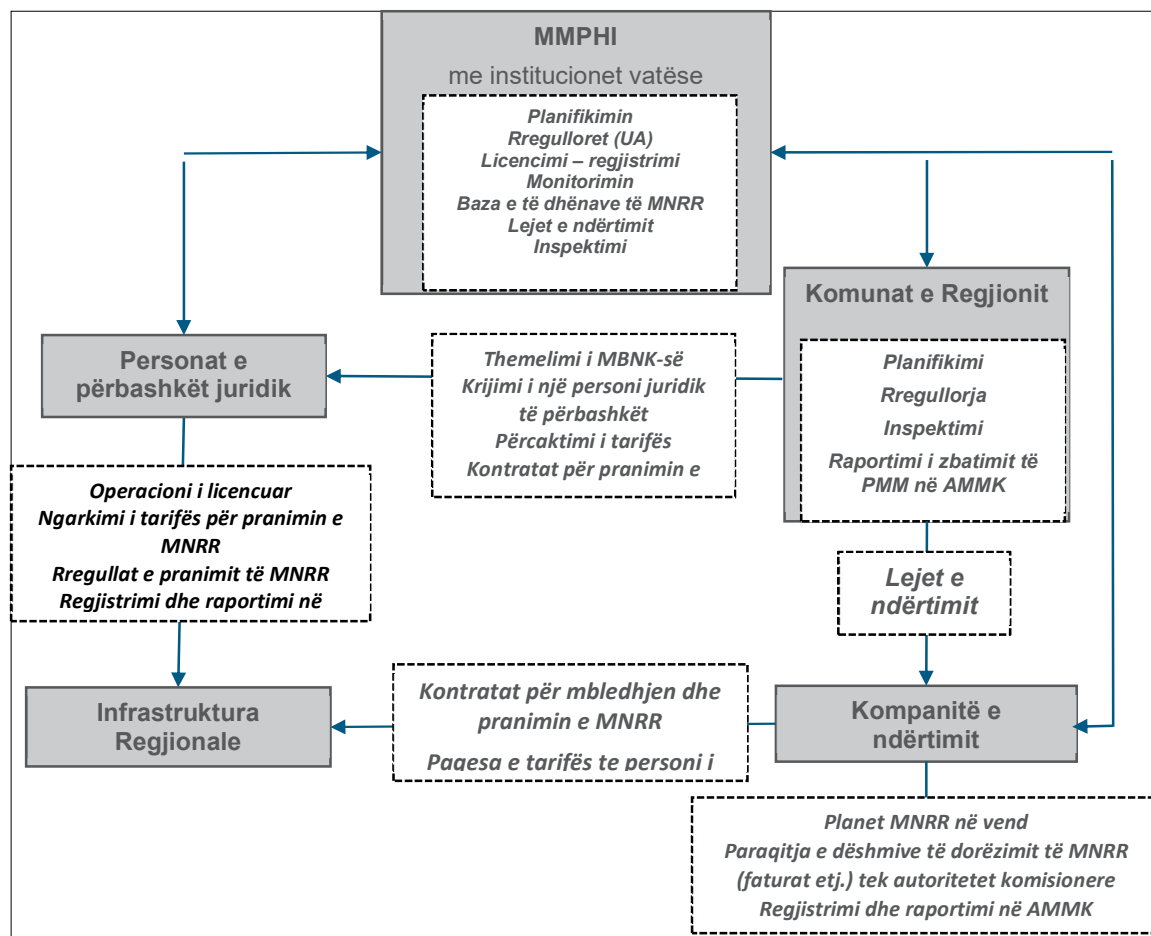 MMPHI
me institucionet vatëse
Planifikimin
Rregulloret (UA)
Licencimi – regjistrimi
Monitorimin
Baza e të dhënave të MNRR
Lejet e ndërtimit
Inspektimi
Komunat e Regjionit
Planifikimi
Rregullorja
Inspektimi
Raportimi i zbatimit të
PMM në AMMK
Personat e
përbashkët juridik
Themelimi i MBNK-së
Krijimi i një personi juridik
të përbashkët
Përcaktimi i tarifës
Kontratat për pranimin e
Operacioni i licencuar
Ngarkimi i tarifës për pranimin e
MNRR
Rregullat e pranimit të MNRR
Regjistrimi dhe raportimi në
Lejet e
ndërtimit
Infrastruktura
Regjionale
Kontratat për mbledhjen dhe
pranimin e MNRR
Pagesa e tarifës te personi i
Kompanitë e
ndërtimit
Planet MNRR në vend
Paraqitja e dëshmive të dorëzimit të MNRR
(faturat etj.) tek autoritetet komisionere
Regjistrimi dhe raportimi në AMMK